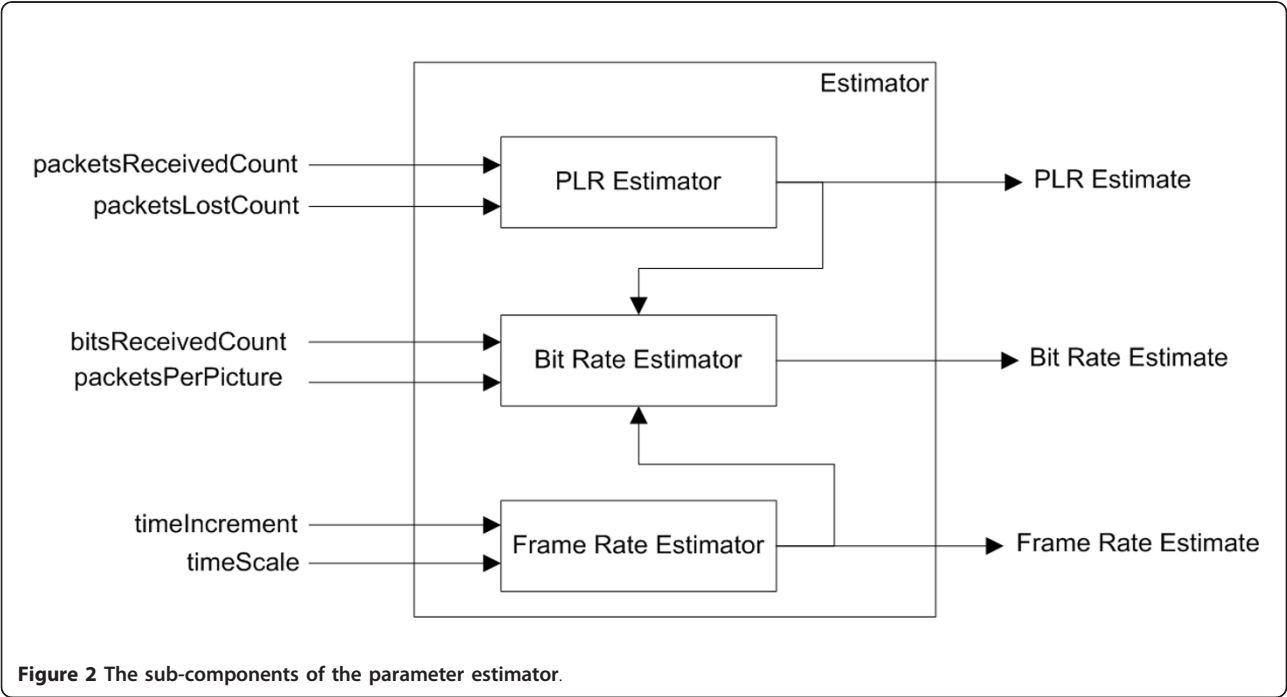 Estimator
packetsReceivedCount
packetsLostCount
PLR Estimator
PLR Estimate
bitsReceivedCount
packetsPerPicture
Bit Rate Estimator
Bit Rate Estimate
timeIncrement
timeScale
Frame Rate Estimator
Frame Rate Estimate
Figure 2 The sub-components of the parameter estimator.